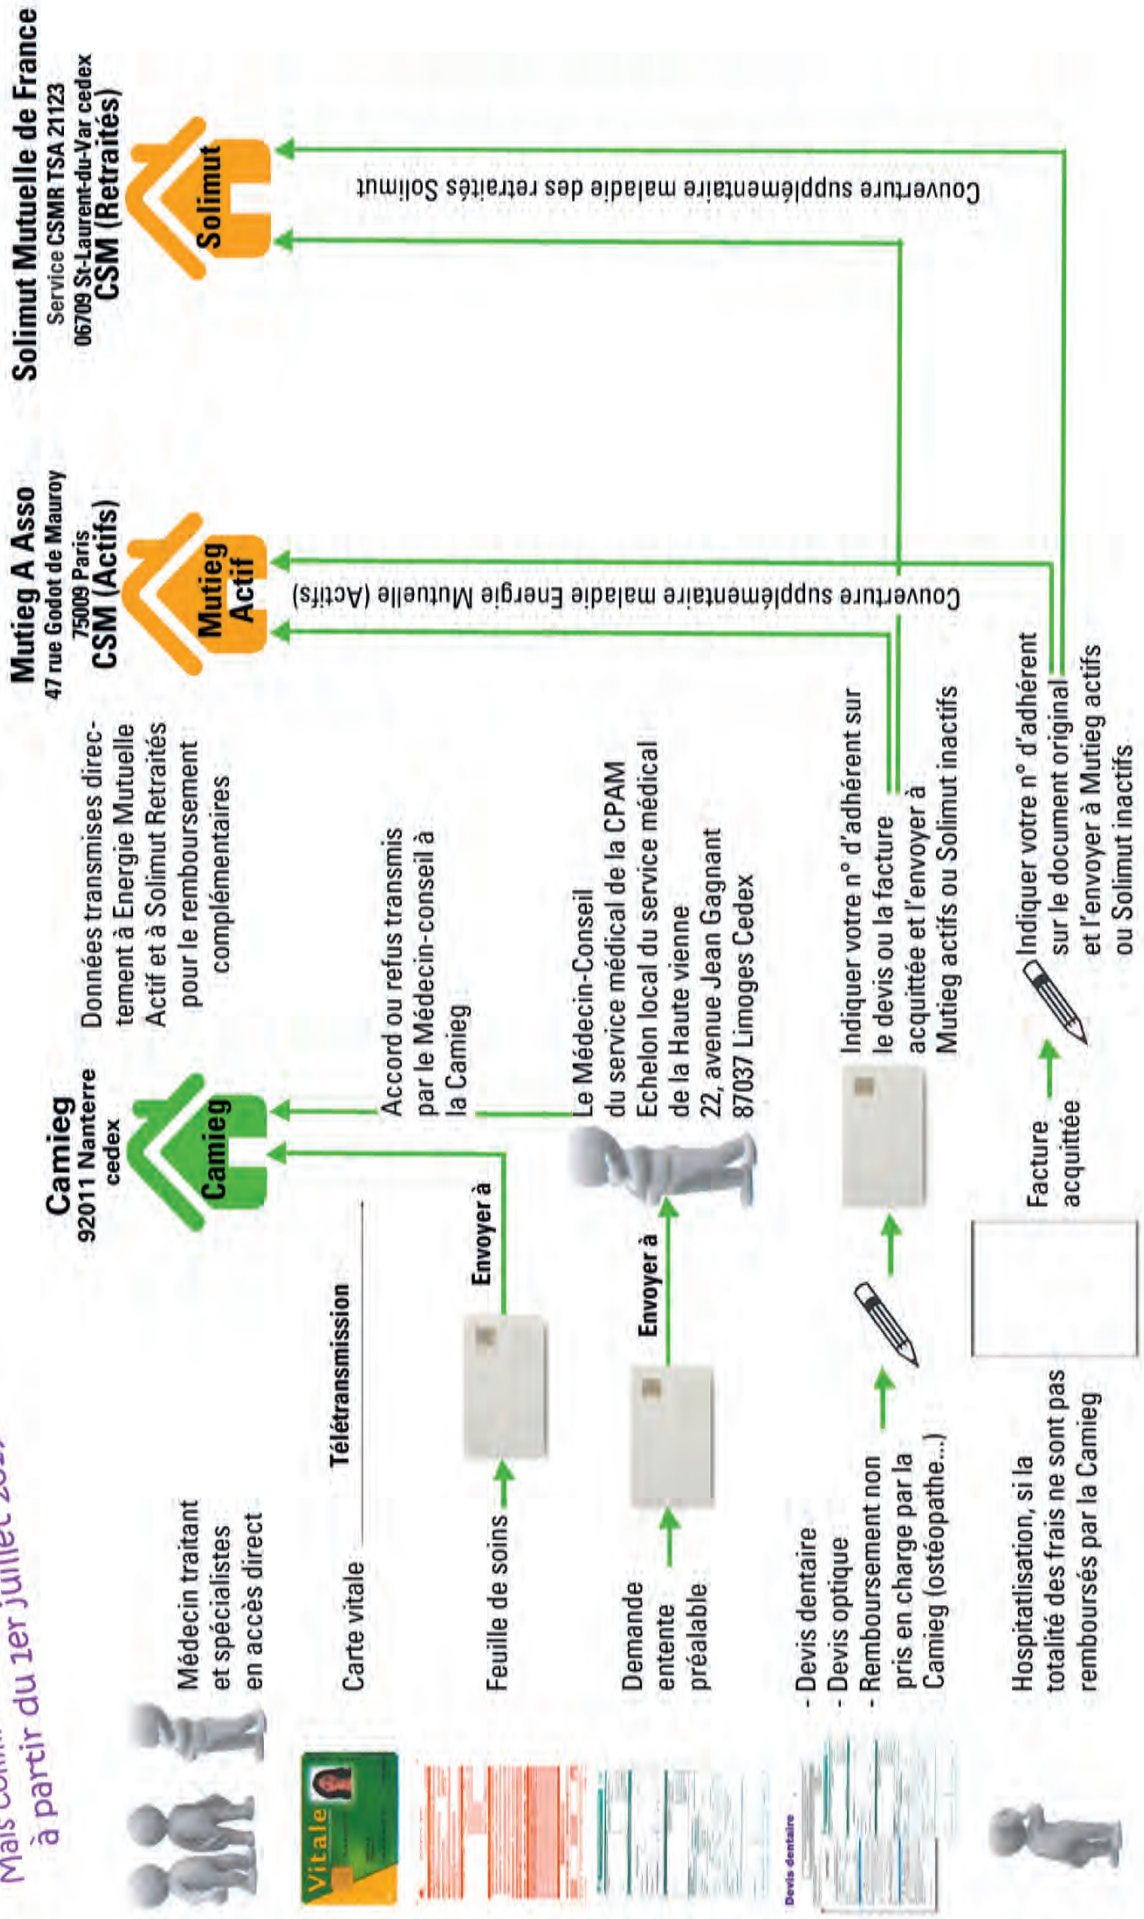 à partir du 1er juillet
Camieg
92011 Nanterre
cedex
Camieg
Données transmises direc-
tement à Energie Mutuelle
Actif et à Solimut Retraités
pour le remboursement
complémentaires
Mutieg A Asso
47 rue Godot de Mauroy
75009 Paris
CSM (Actifs)
Mutieg
Actif
Solimut Mutuelle de France
Service CSMR TSA 21123
06709 St-Laurent-du-Var cedex
CSM (Retraités)
Solimut
Médecin traitant
et spécialistes
en accès direct
Vitale
Carte vitale
Télétransmission
Feuille de soins
Envoyer à
Accord ou refus transmis
par le Médecin-conseil à
la Camieg
Demande
entente
préalable
Envoyer à
Le Médecin-Conseil
du service médical de la CPAM
Echelon local du service médical
de la Haute vienne
22, avenue Jean Gagnant
87037 Limoges Cedex
Couverture supplémentaire maladie Energie Mutuelle (Actifs)
Couverture supplémentaire maladie des retraités Solimut
Devis dentaire
- Devis dentaire
- Devis optique
- Remboursement non
pris en charge par la
Camieg (ostéopathe...)
Indiquer votre n° d'adhérent sur
le devis ou la facture
acquittée et l'envoyer à
Mutieg actifs ou Solimut inactifs
Hospitatlisation, si la
totalité des frais ne sont pas
remboursés par la Camieg
Facture
acquittée
Indiquer votre n° d'adhérent
sur le document original
et l'envoyer à Mutieg actifs
ou Solimut inactifs